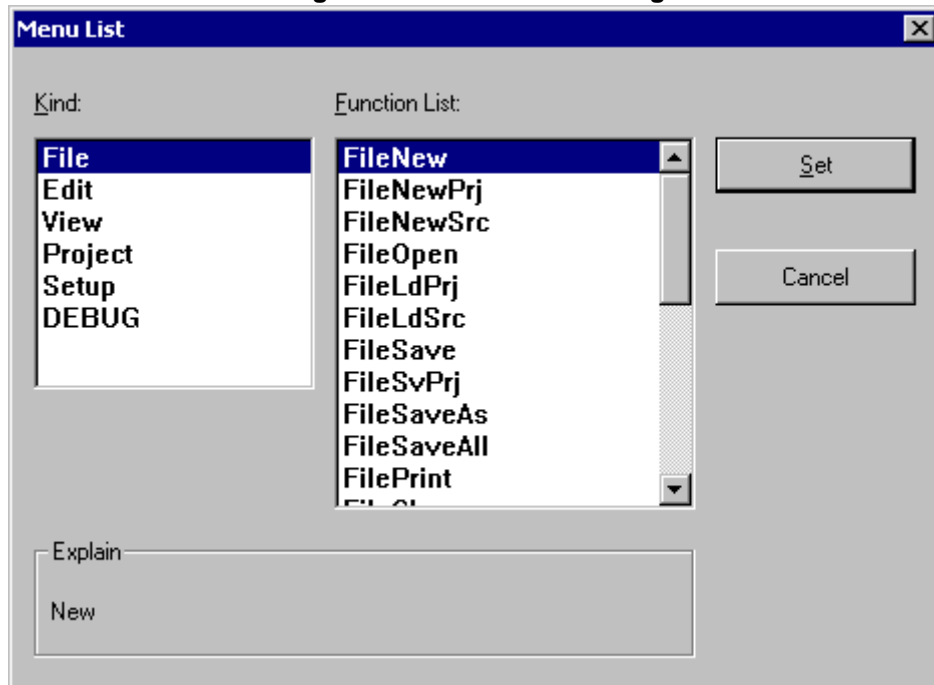 Menu List
Kind:
Function List:
File
Edit
View
Project
Setup
DEBUG
FileNew
FileNewPrj
FileNewSrc
FileOpen
FileLdPrj
FileLdSrc
FileSave
FileSvPrj
FileSaveAs
FileSaveAll
FilePrint
Set
Cancel
Explain
New